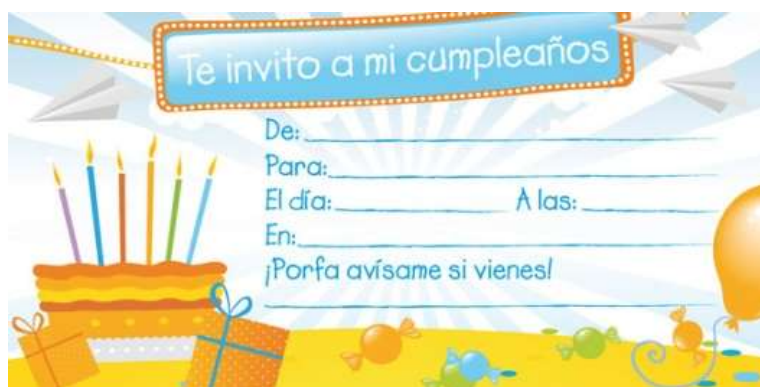 Te invito a mi cumpleaños
De:
Para:
El día: A las:
En:
¡Porfa avísame si vienes!